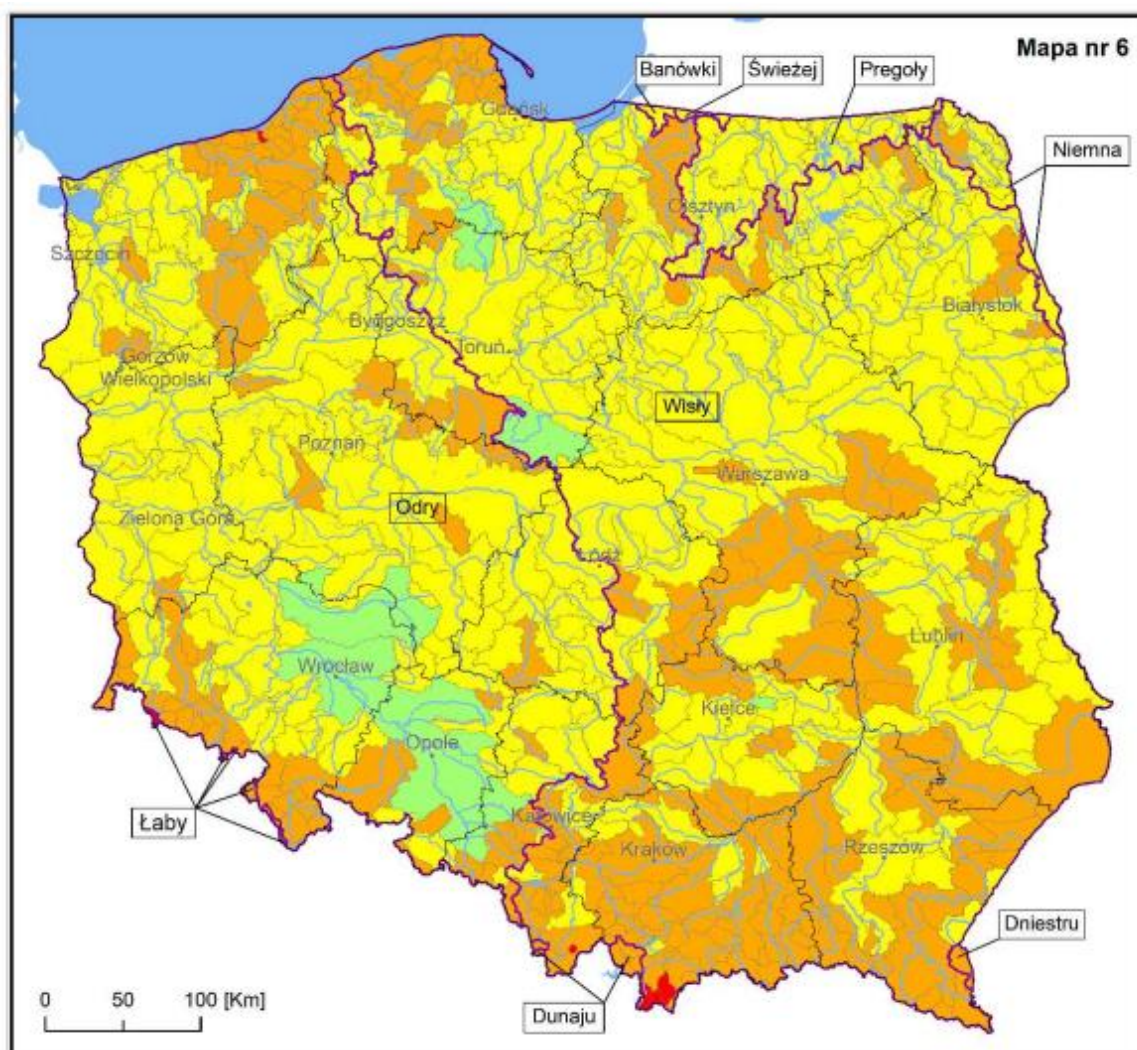 Mapa nr 6
Banówki
Świeżej
Pregoły
Niemna
Gdańsk
Olsztyn
Szczecin
Białystok
Bydgoszcz
Toruń
Gorzów
Wielkopolski
Wisły
Poznań
Warszawa
Odry
Zielona Góra
Łódź
Lublin
Wrocław
Kielce
Opole
Łaby
Katowice
Kraków
Rzeszów
Dniestru
0 50 100 [Km]
Dunaju